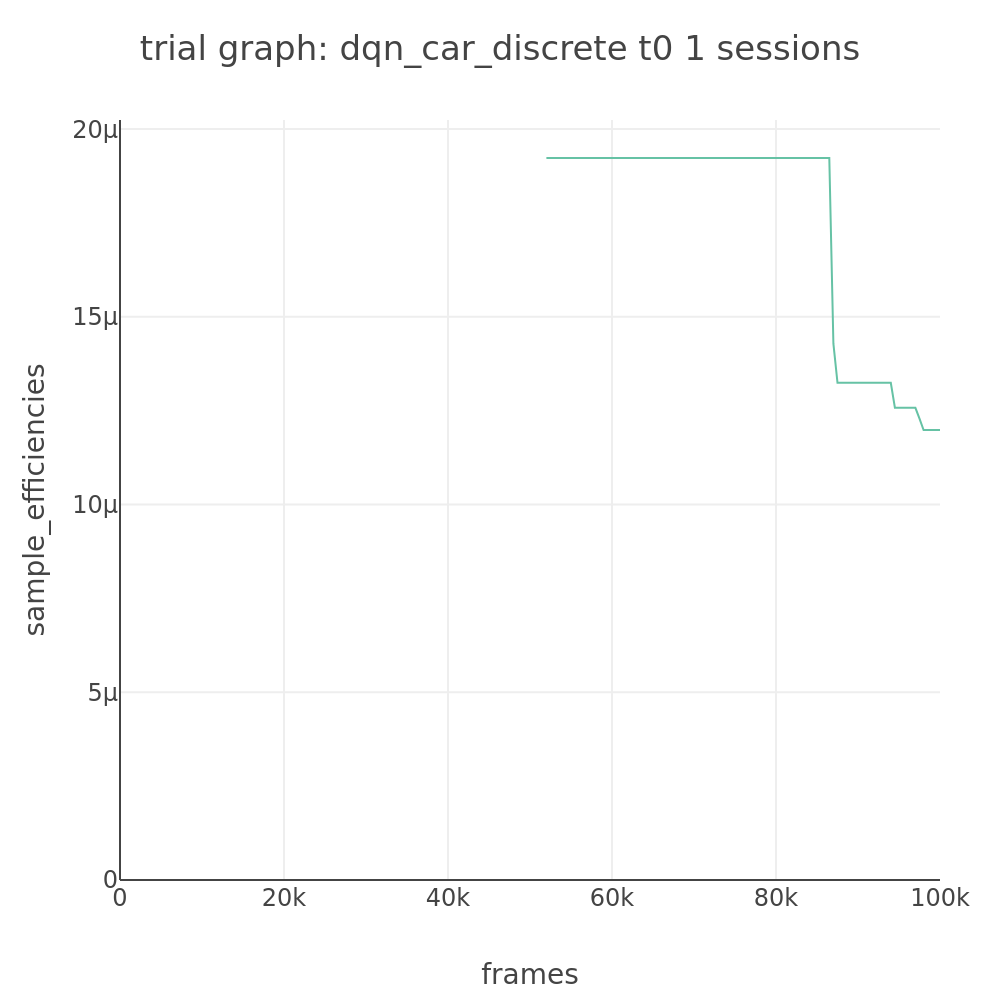 trial graph: dqn_car_discrete t0 1 sessions
20μ
15μ
10μ
5μ
0
sample_efficiencies
0 20k 40k 60k 80k 100k
frames